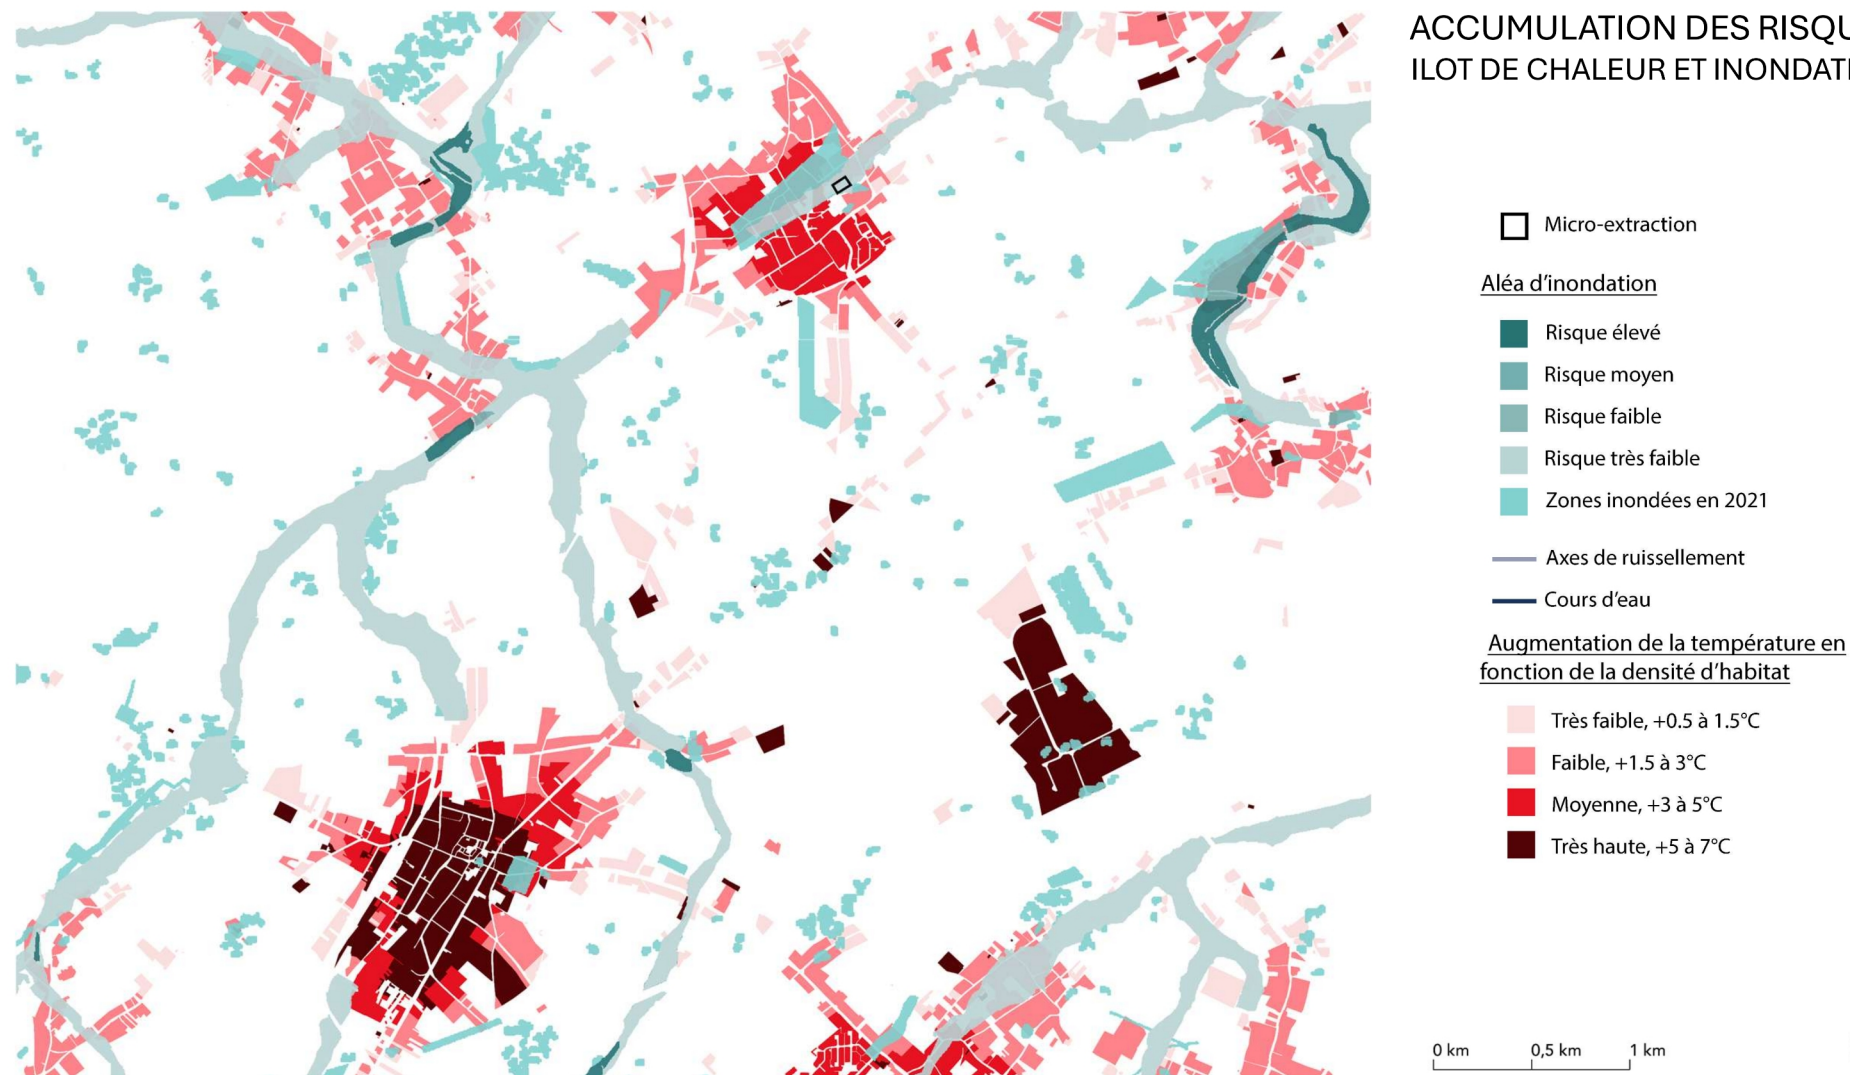 ACCUMULATION DES
ILOT DE CHALEUR ET
Micro-extraction
Aléa d'inondation
Risque élevé
Risque moyen
Risque faible
Risque très faible
Zones inondées en 2021
Axes de ruissellement
Cours d'eau
Augmentation de la température en
fonction de la densité d'habitat
Très faible, +0.5 à 1.5°C
Faible, +1.5 à 3°C
Moyenne, +3 à 5°C
Très haute, +5 à 7°C
0 km 0,5 km 1 km